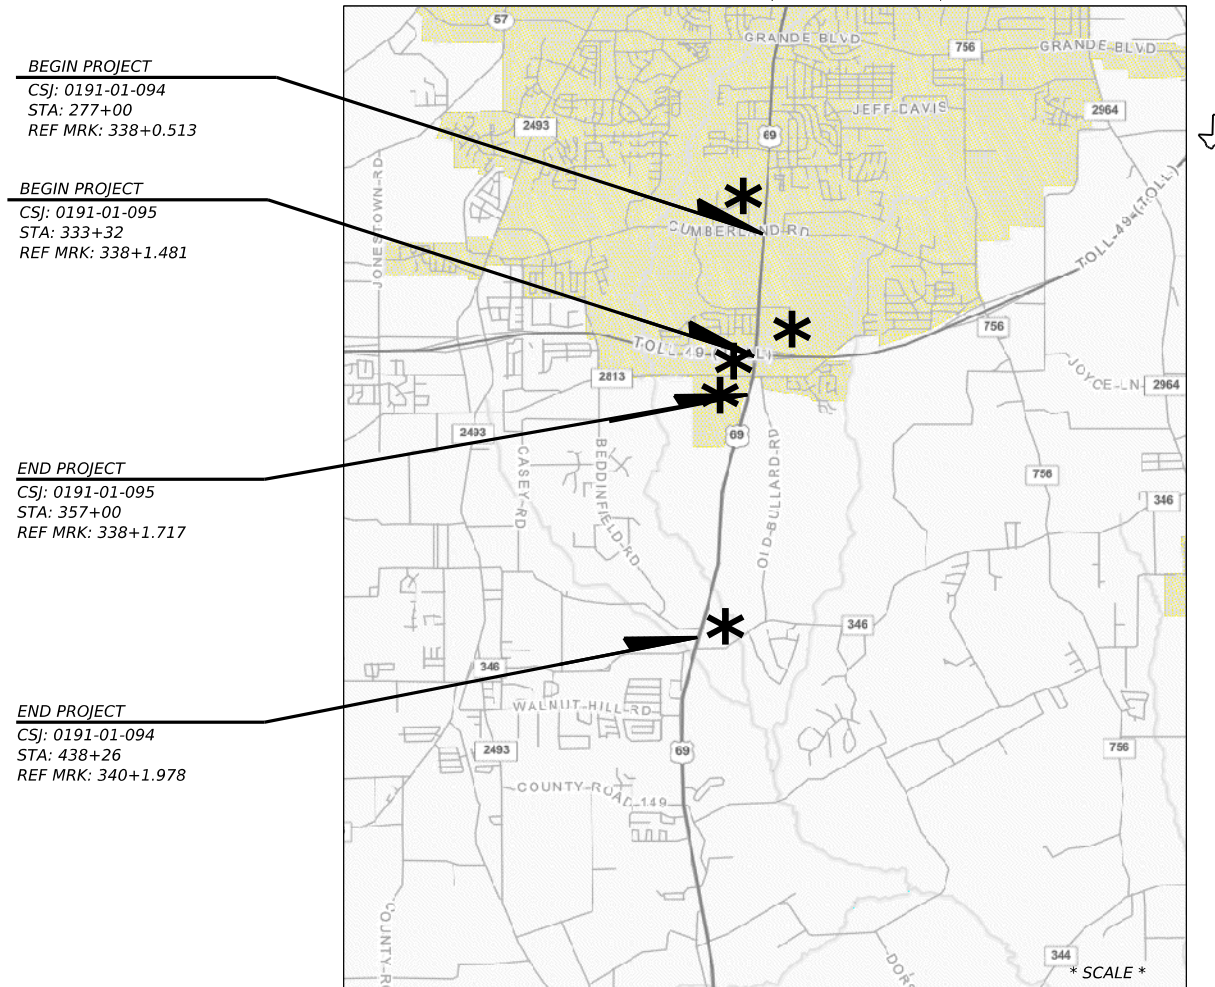 BEGIN PROJECT
CSJ: 0191-01-094
STA: 277+00
REF MRK: 338+0.513
BEGIN PROJECT
CSJ: 0191-01-095
STA: 333+32
REF MRK: 338+1.481
END PROJECT
CSJ: 0191-01-095
STA: 357+00
REF MRK: 338+1.717
END PROJECT
CSJ: 0191-01-094
STA: 438+26
REF MRK: 340+1.978
57
GRANDE BLVD
756
GRANDE BLVD
JEFF DAVIS
2964
2493
69
JONESTOWN-RD
*
CUMBERLAND RD
TOLL-49-(TOLL)
*
756
TOLL 49
*
2813
JOYCE-LN
2964
*
2493
69
CASEY-RD
BEDDINFIELD-RD
OLD-BULLARD-RD
756
346
*
346
346
WALNUT-HILL-RD
2493
69
756
COUNTY ROAD 149
COUNTY-R
344
* SCALE *